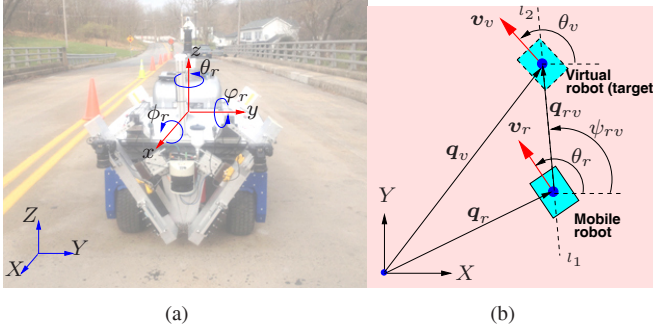 z
θr
φr
y
ϕr
x
Z
Y
X
(a)
l2
vv
θv
Virtual
robot (target
qrv
qv
vr
ψrv
θr
Y
qr
Mobile
robot
X
l1
(b)